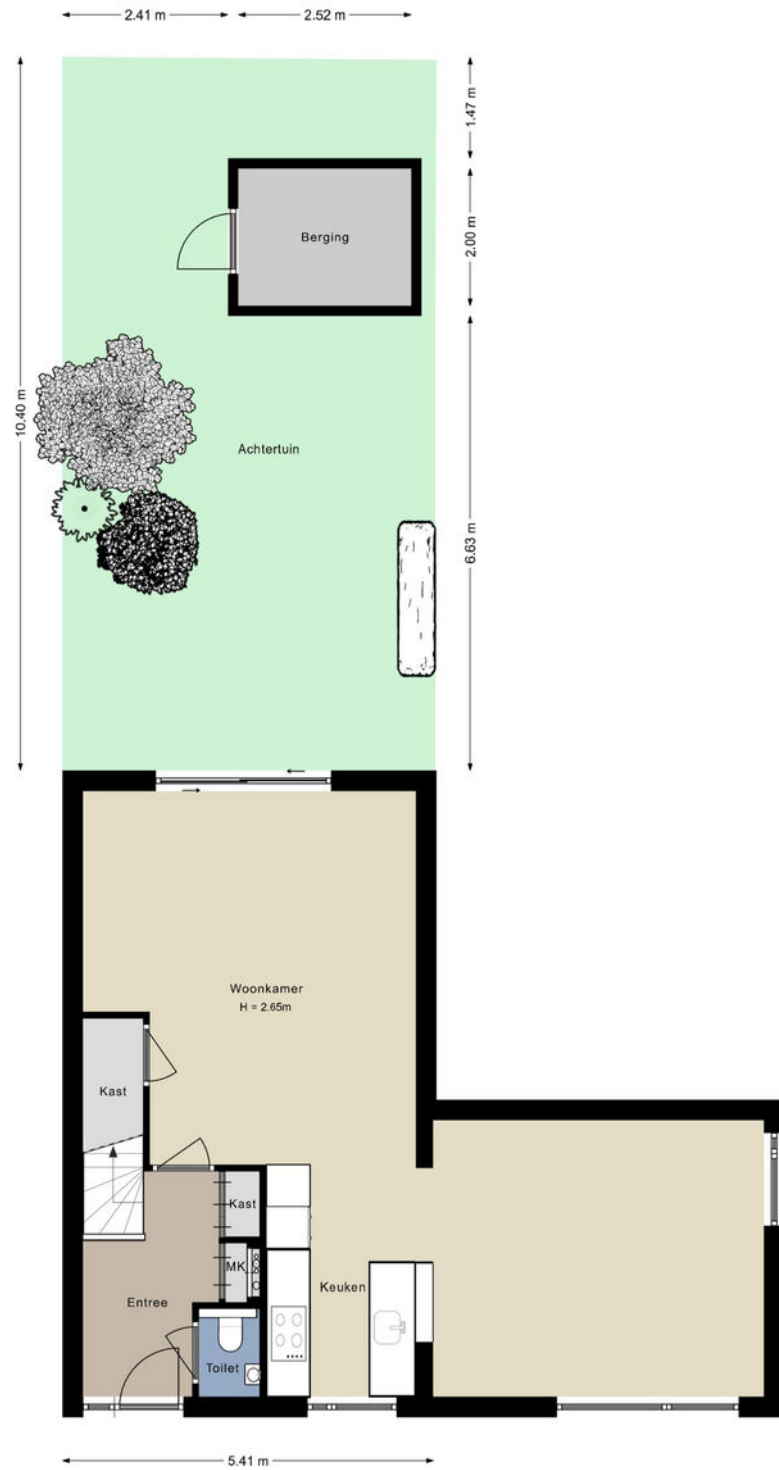 2.41 m
2.52 m
1.47 m
2.00 m
10.40 m
6.63 m
Berging
Achtertuin
Woonkamer
H = 2.65m
Kast
Kast
MK
Keuken
Entree
Toilet
5.41 m